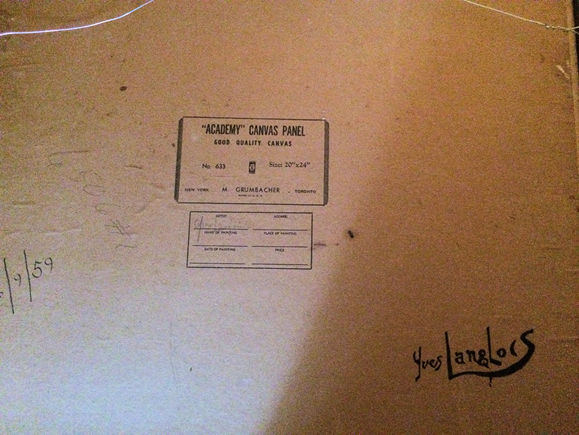 "ACADEMY" CANVAS PANEL
GOOD QUALITY CANVAS
No. 633
Size: 20"x24"
NEW YORK M. GRUMBACHER TORONTO
ARTIST ADDRESS
NAME OF PAINTING PLACE OF PAINTING
DATE OF PAINTING PRICE
/9/59
Yves Langlois